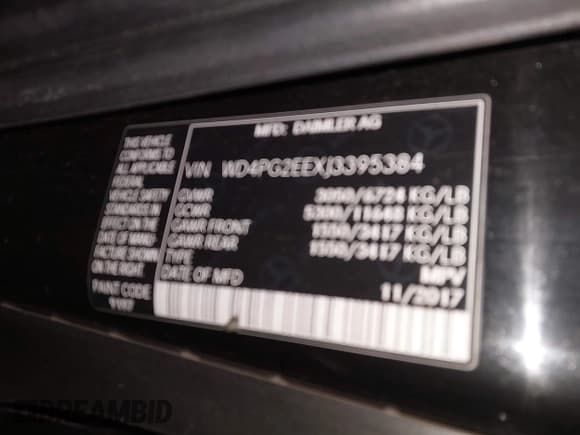 THIS VEHICLE
CONFORMS TO
ALL APPLICABLE
FEDERAL
VEHICLE SAFETY
STANDARDS IN
EFFECT ON THE
DATE OF MANU-
FACTURE SHOWN
ON THE RIGHT
PAINT CODE
9197
MFD: DAIMLER AG
VIN WD4PG2EEXJ3395384
GVWR 3050/6724 KG/LB
GCWR 5300/11648 KG/LB
GAWR FRONT 1550/3417 KG/LB
GAWR REAR 1550/3417 KG/LB
TYPE MPV
DATE OF MFD 11/2017
DREAMBID